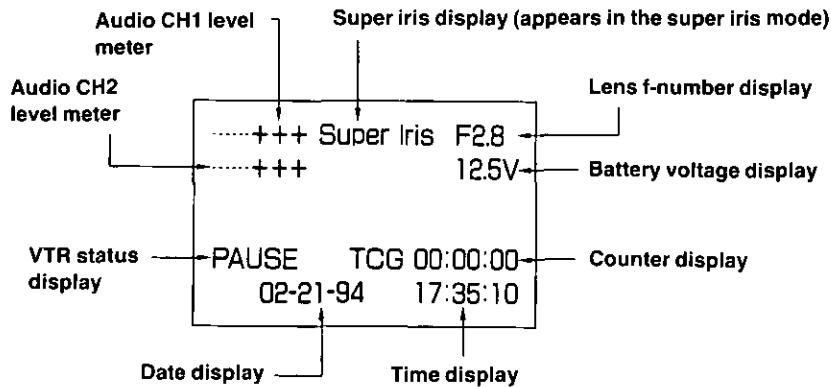 Audio CH1 level
meter
Super iris display (appears in the super iris mode)
Audio CH2
level meter
Lens f-number display
-----+++ Super Iris F2.8
-----+++ 12.5V
Battery voltage display
VTR status
display
PAUSE TCG 00:00:00
Counter display
02-21-94 17:35:10
Date display
Time display